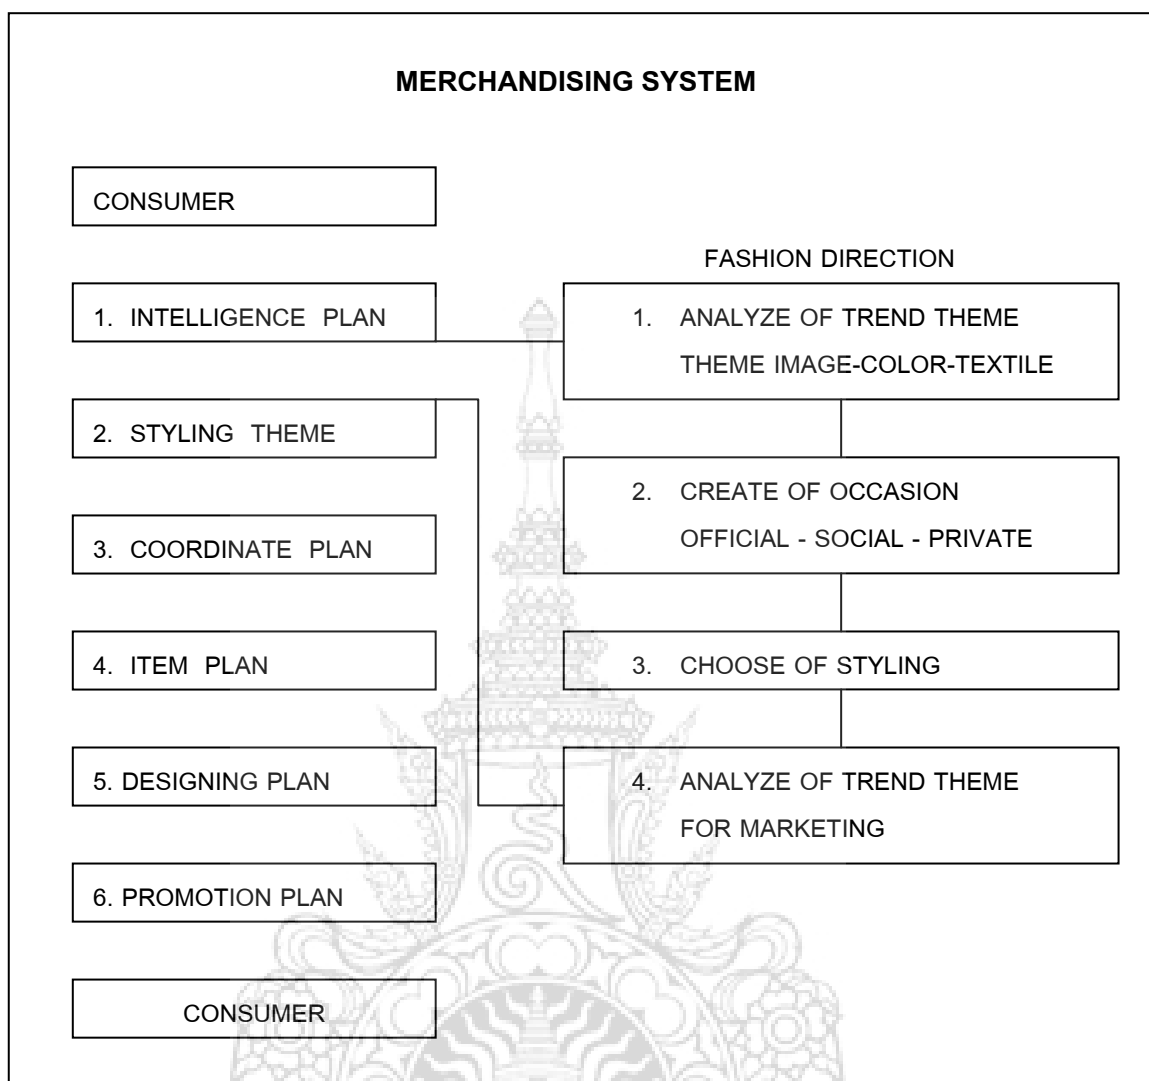 MERCHANDISING SYSTEM
CONSUMER
1. INTELLIGENCE PLAN
2. STYLING THEME
3. COORDINATE PLAN
4. ITEM PLAN
5. DESIGNING PLAN
6. PROMOTION PLAN
CONSUMER
FASHION DIRECTION
1. ANALYZE OF TREND THEME
THEME IMAGE-COLOR-TEXTILE
2. CREATE OF OCCASION
OFFICIAL - SOCIAL - PRIVATE
3. CHOOSE OF STYLING
4. ANALYZE OF TREND THEME
FOR MARKETING